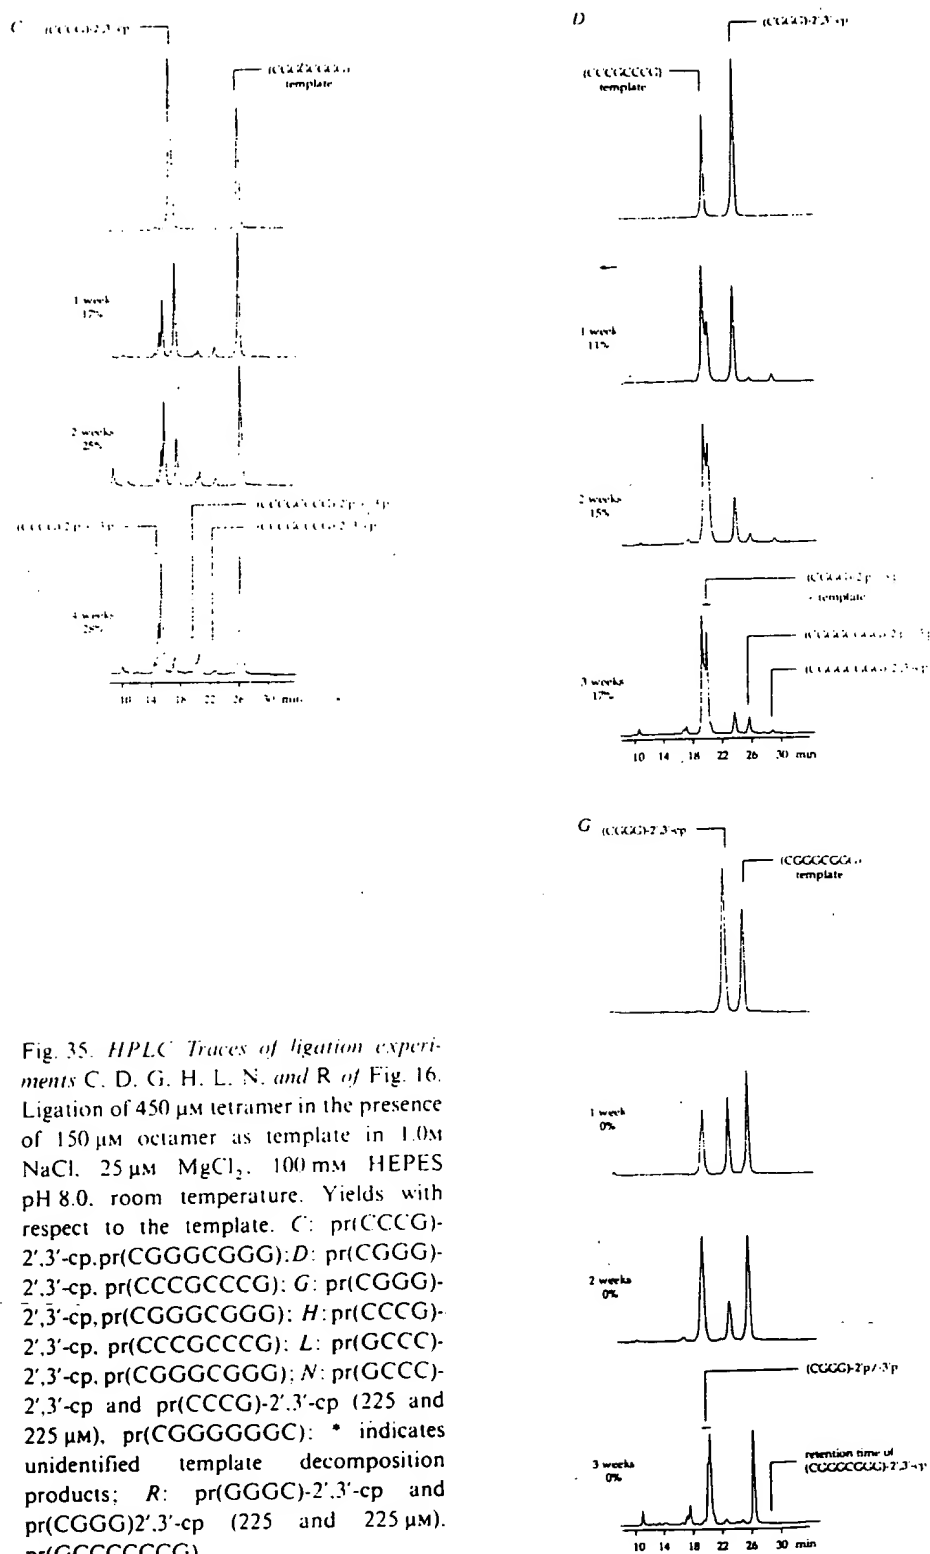 C
(CCCG)-2',3'-cp
(CGGGCGGG)
template
1 week
17%
2 weeks
25%
4 weeks
28%
10 14 18 22 26 30 min
D
(CGGG)-2',3'-cp
(CCCGCCCG)
template
1 week
11%
2 weeks
15%
+ template
3 weeks
17%
10 14 18 22 26 30 min
G
(CGGG)-2',3'-cp
(CGGGCGGG)
template
1 week
0%
2 weeks
0%
(CGGG)-2'p/-3'p
3 weeks
0%
retention time of
(CGGGCGGG)-2',3'-cp
10 14 18 22 26 30 min
Fig. 35. HPLC Traces of ligation experi-
ments C. D. G. H. L. N. and R of Fig. 16.
Ligation of 450 μM tetramer in the presence
of 150 μM octamer as template in 1.0M
NaCl. 25 μM MgCl₂. 100 mM HEPES
pH 8.0. room temperature. Yields with
respect to the template. C: pr(CCCG)-
2',3'-cp.pr(CGGGCGGG); D: pr(CGGG)-
2',3'-cp. pr(CCCGCCCG); G: pr(CGGG)-
2',3'-cp, pr(CGGGCGGG); H: pr(CCCG)-
2',3'-cp, pr(CCCGCCCG); L: pr(GCCC)-
2',3'-cp, pr(CGGGCGGG); N: pr(GCCC)-
2',3'-cp and pr(CCCG)-2'.3'-cp (225 and
225 μM), pr(CGGGGGGC): * indicates
unidentified template decomposition
products; R: pr(GGGC)-2'.3'-cp and
pr(CGGG)2'.3'-cp (225 and 225 μM).